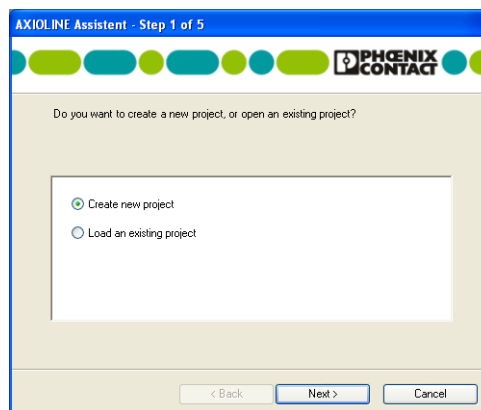 AXIOLINE Assistent - Step 1 of 5
PHŒNIX
CONTACT
Do you want to create a new project, or open an existing project?
Create new project
Load an existing project
< Back
Next >
Cancel